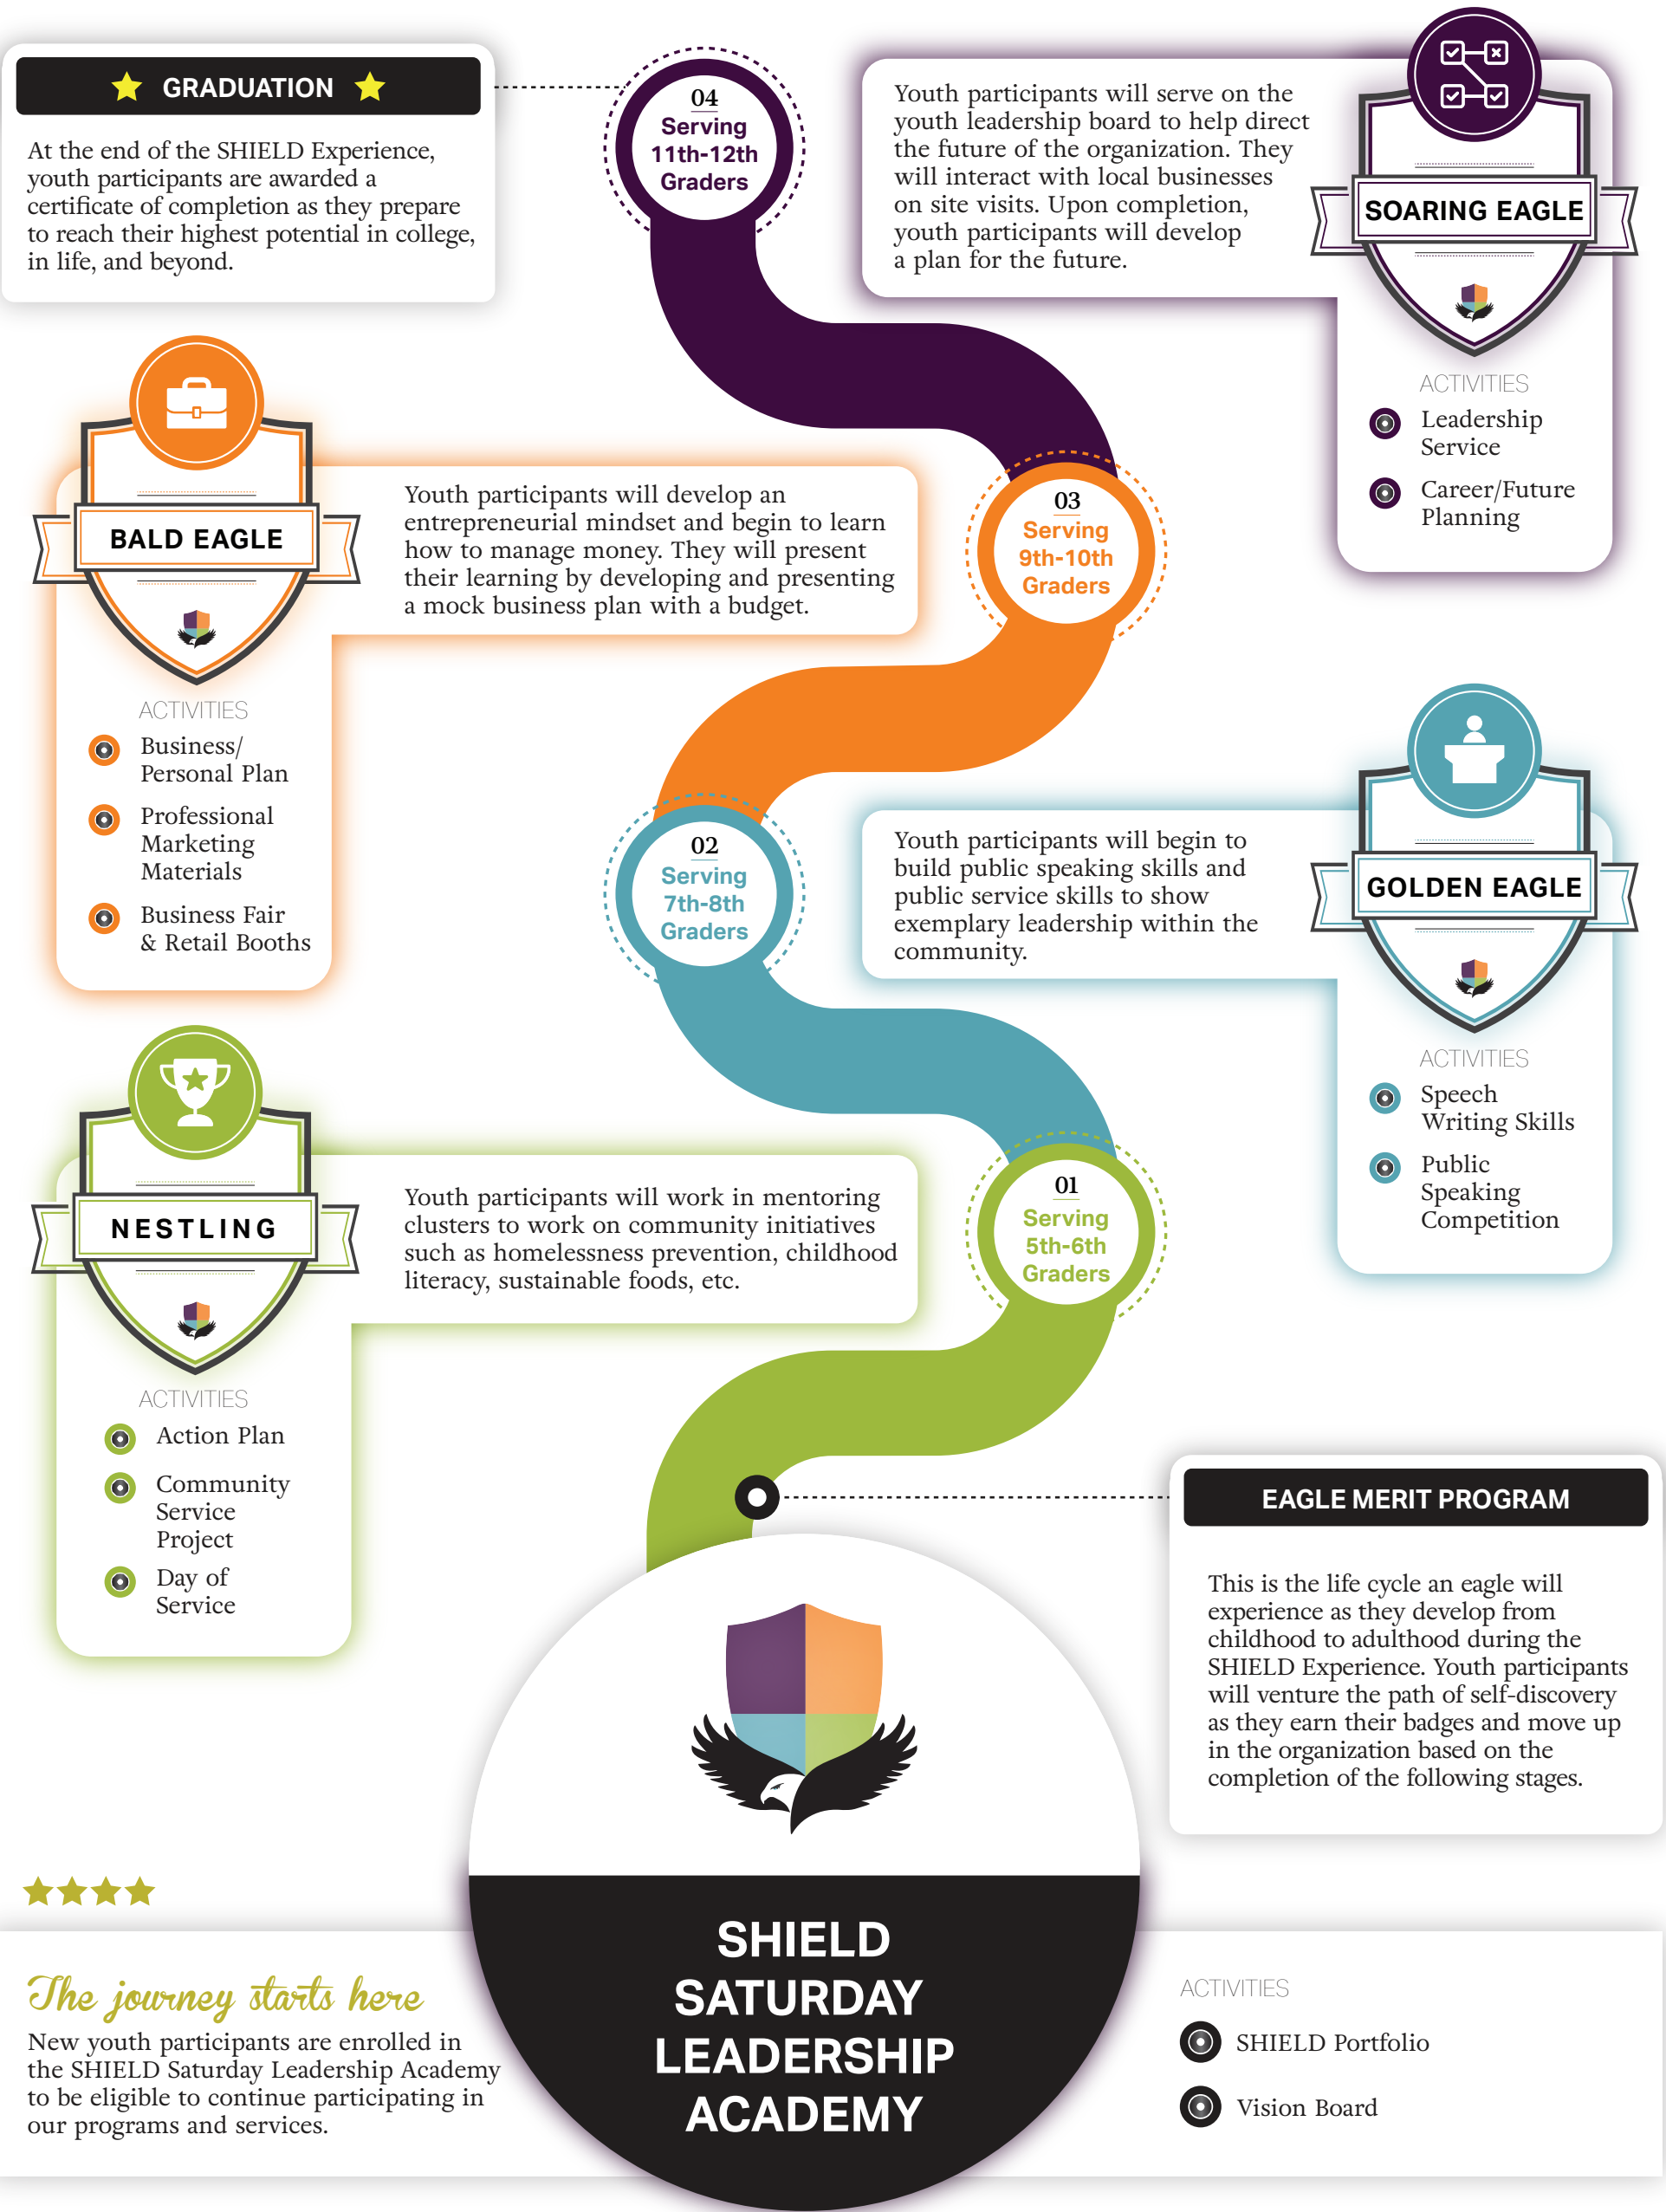 GRADUATION
At the end of the SHIELD Experience,
youth participants are awarded a
certificate of completion as they prepare
to reach their highest potential in college,
in life, and beyond.
04
Serving
11th-12th
Graders
Youth participants will serve on the
youth leadership board to help direct
the future of the organization. They
will interact with local businesses
on site visits. Upon completion,
youth participants will develop
a plan for the future.
SOARING EAGLE
ACTIVITIES
Leadership
Service
Career/Future
Planning
BALD EAGLE
Youth participants will develop an
entrepreneurial mindset and begin to learn
how to manage money. They will present
their learning by developing and presenting
a mock business plan with a budget.
03
Serving
9th-10th
Graders
ACTIVITIES
Business/
Personal Plan
Professional
Marketing
Materials
Business Fair
& Retail Booths
02
Serving
7th-8th
Graders
Youth participants will begin to
build public speaking skills and
public service skills to show
exemplary leadership within the
community.
GOLDEN EAGLE
ACTIVITIES
Speech
Writing Skills
Public
Speaking
Competition
NESTLING
Youth participants will work in mentoring
clusters to work on community initiatives
such as homelessness prevention, childhood
literacy, sustainable foods, etc.
01
Serving
5th-6th
Graders
ACTIVITIES
Action Plan
Community
Service
Project
Day of
Service
EAGLE MERIT PROGRAM
This is the life cycle an eagle will
experience as they develop from
childhood to adulthood during the
SHIELD Experience. Youth participants
will venture the path of self-discovery
as they earn their badges and move up
in the organization based on the
completion of the following stages.
The journey starts here
New youth participants are enrolled in
the SHIELD Saturday Leadership Academy
to be eligible to continue participating in
our programs and services.
SHIELD
SATURDAY
LEADERSHIP
ACADEMY
ACTIVITIES
SHIELD Portfolio
Vision Board